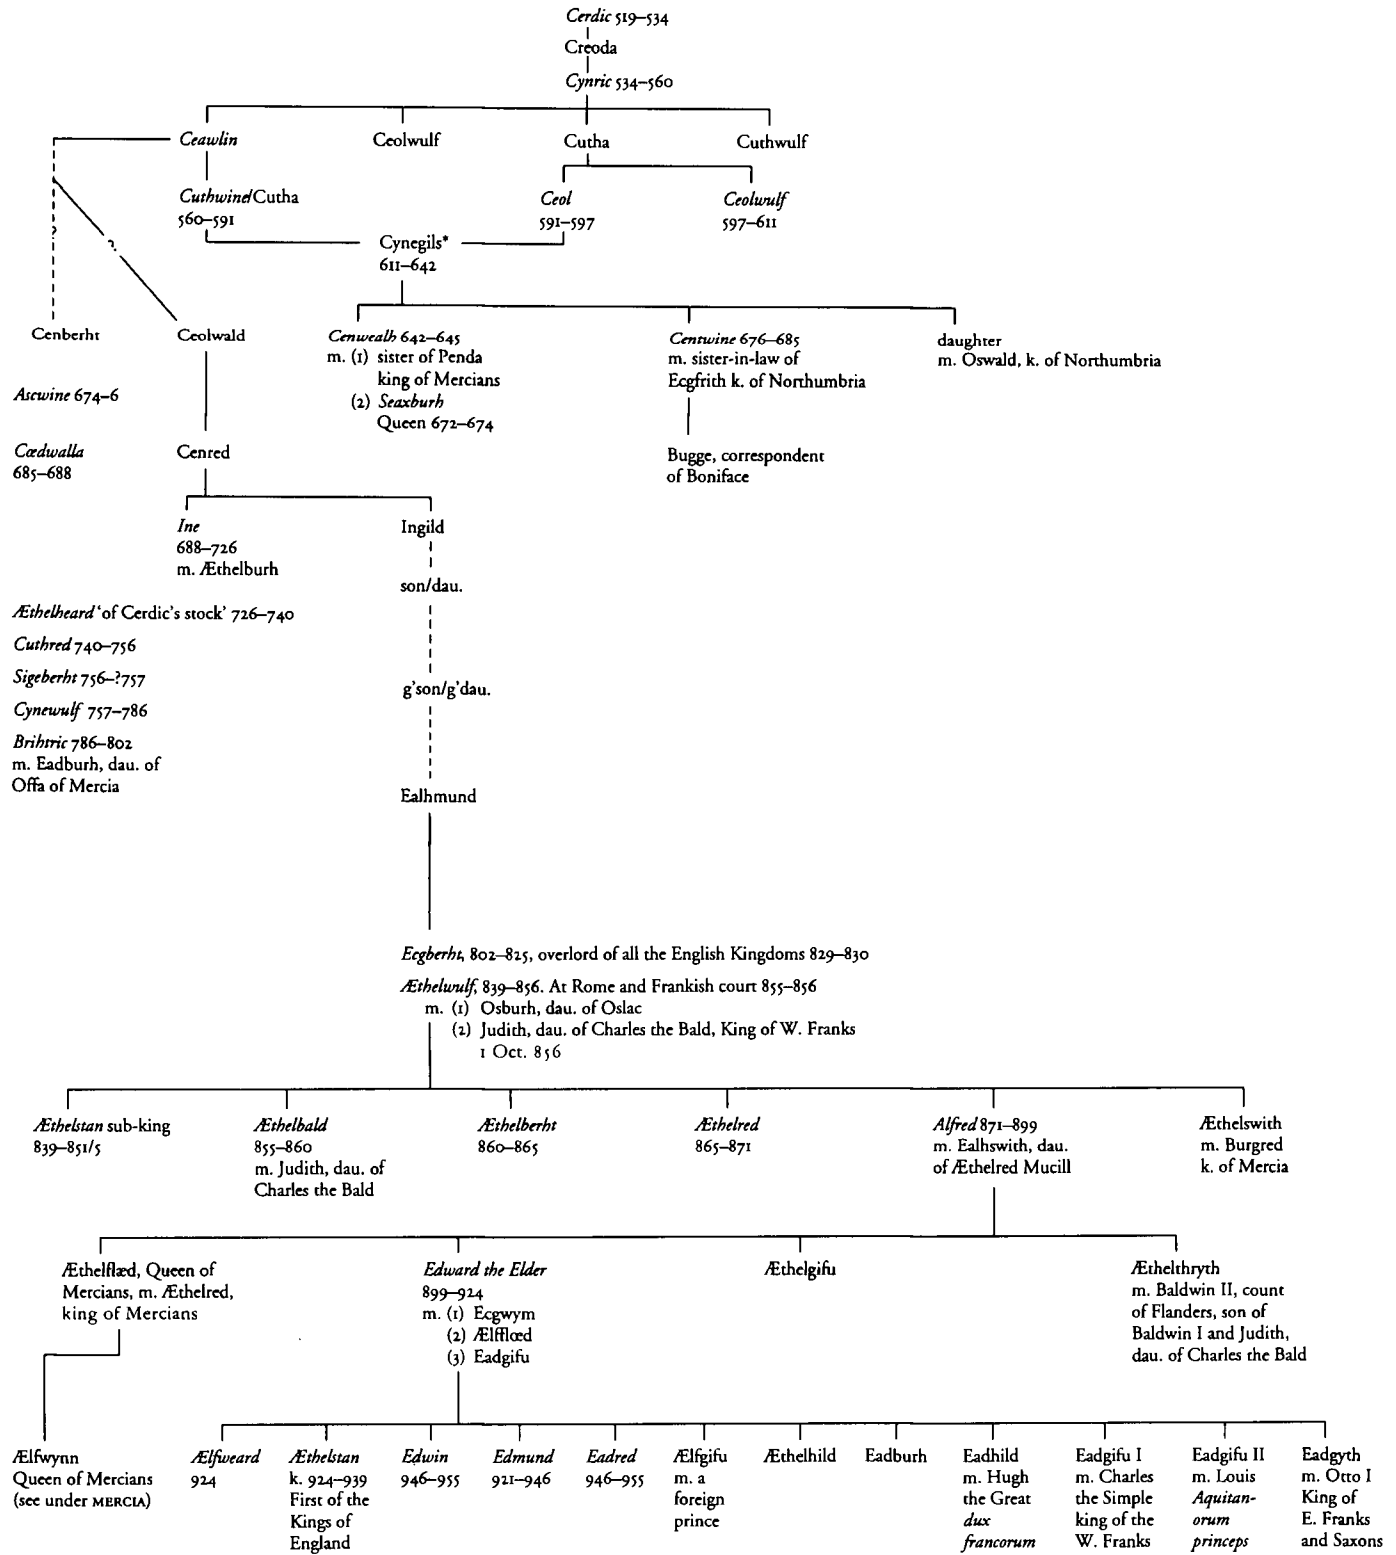 Cerdic 519–534
Creoda
Cynric 534–560
Ceawlin
Ceolwulf
Cutha
Cuthwulf
Cuthwine/Cutha
560–591
Ceol
591–597
Ceolwulf
597–611
Cynegils*
611–642
?
?
Cenberht
Ceolwald
Cenwealh 642–645
m. (1) sister of Penda
king of Mercians
(2) Seaxburh
Queen 672–674
Centwine 676–685
m. sister-in-law of
Ecgfrith k. of Northumbria
daughter
m. Oswald, k. of Northumbria
Ascwine 674–6
Cædwalla
685–688
Cenred
Bugge, correspondent
of Boniface
Ine
688–726
m. Æthelburh
Ingild
son/dau.
Æthelheard 'of Cerdic's stock' 726–740
Cuthred 740–756
Sigeberht 756–?757
Cynewulf 757–786
Brihtric 786–802
m. Eadburh, dau. of
Offa of Mercia
g'son/g'dau.
Ealhmund
Ecgberht, 802–825, overlord of all the English Kingdoms 829–830
Æthelwulf, 839–856. At Rome and Frankish court 855–856
m. (1) Osburh, dau. of Oslac
(2) Judith, dau. of Charles the Bald, King of W. Franks
1 Oct. 856
Æthelstan sub-king
839–851/5
Æthelbald
855–860
m. Judith, dau. of
Charles the Bald
Æthelberht
860–865
Æthelred
865–871
Alfred 871–899
m. Ealhswith, dau.
of Æthelred Mucill
Æthelswith
m. Burgred
k. of Mercia
Æthelflæd, Queen of
Mercians, m. Æthelred,
king of Mercians
Edward the Elder
899–924
m. (1) Ecgwym
(2) Ælfflœd
(3) Eadgifu
Æthelgifu
Æthelthryth
m. Baldwin II, count
of Flanders, son of
Baldwin I and Judith,
dau. of Charles the Bald
Ælfwynn
Queen of Mercians
(see under MERCIA)
Ælfweard
924
Æthelstan
k. 924–939
First of the
Kings of
England
Edwin
946–955
Edmund
921–946
Eadred
946–955
Ælfgifu
m. a
foreign
prince
Æthelhild
Eadburh
Eadhild
m. Hugh
the Great
dux
francorum
Eadgifu I
m. Charles
the Simple
king of the
W. Franks
Eadgifu II
m. Louis
Aquitan-
orum
princeps
Eadgyth
m. Otto I
King of
E. Franks
and Saxons